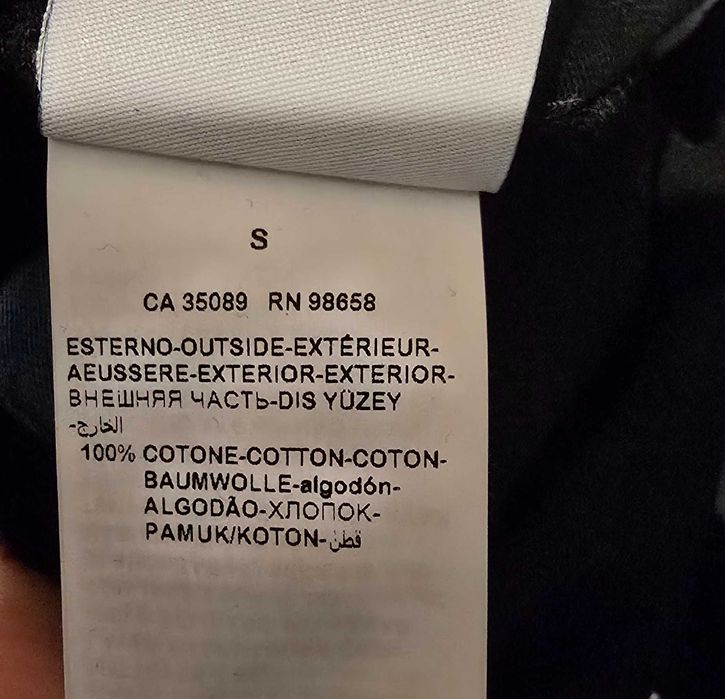 S
CA 35089 RN 98658
ESTERNO-OUTSIDE-EXTÉRIEUR-
AEUSSERE-EXTERIOR-EXTERIOR-
ВНЕШНЯЯ ЧАСТЬ-DIS YÜZEY
-الخارج
100% COTONE-COTTON-COTON-
BAUMWOLLE-algodón-
ALGODÃO-ХЛОПОК-
PAMUK/KOTON-قطن